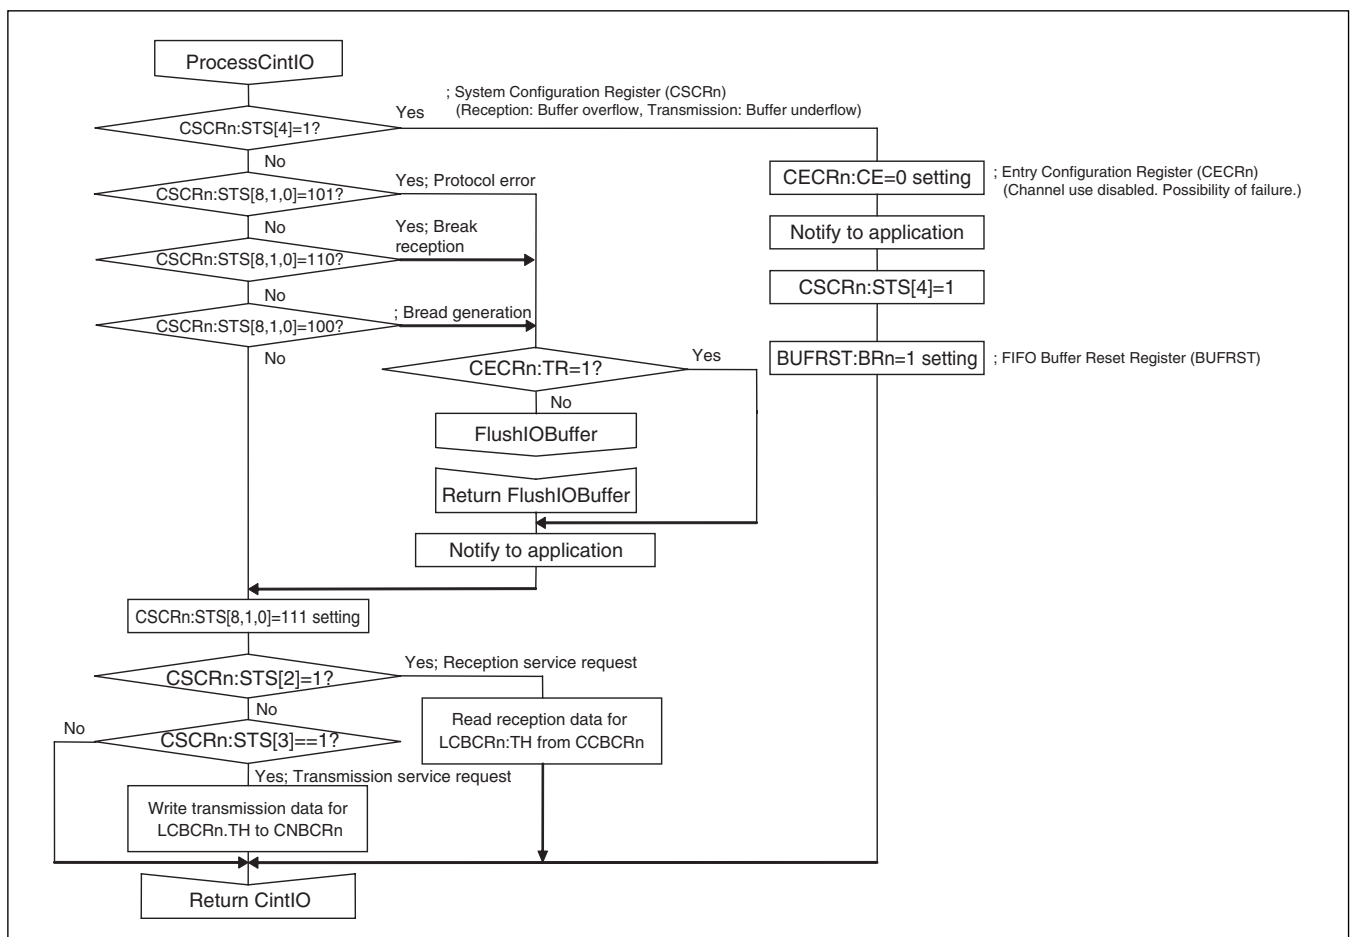 ProcessCintIO
; System Configuration Register (CSCRn)
(Reception: Buffer overflow, Transmission: Buffer underflow)
Yes
CSCRn:STS[4]=1?
No
CECRn:CE=0 setting
; Entry Configuration Register (CECRn)
(Channel use disabled. Possibility of failure.)
Yes; Protocol error
CSCRn:STS[8,1,0]=101?
No
Notify to application
Yes; Break
reception
CSCRn:STS[8,1,0]=110?
No
CSCRn:STS[4]=1
; Bread generation
CSCRn:STS[8,1,0]=100?
No
BUFRST:BRn=1 setting
; FIFO Buffer Reset Register (BUFRST)
CECRn:TR=1?
Yes
No
FlushIOBuffer
Return FlushIOBuffer
Notify to application
CSCRn:STS[8,1,0]=111 setting
Yes; Reception service request
CSCRn:STS[2]=1?
No
Read reception data for
LCBCRn:TH from CCBCRn
No
CSCRn:STS[3]==1?
Yes; Transmission service request
Write transmission data for
LCBCRn.TH to CNBCRn
Return CintIO